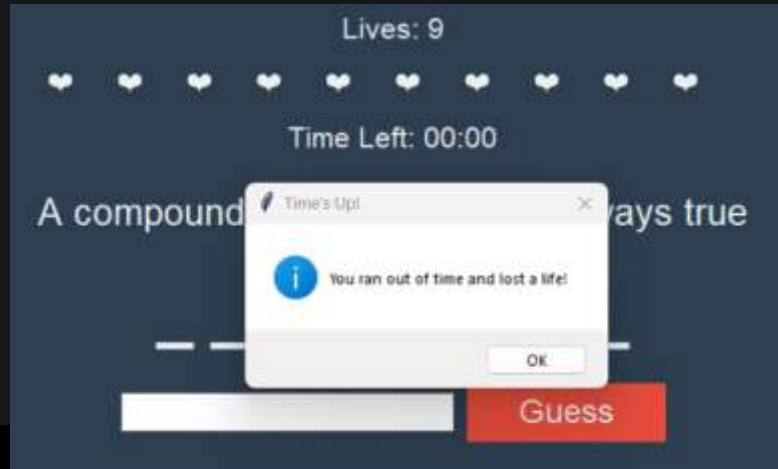 Lives: 9
Time Left: 00:00
Time's Up!
A compound
true
You ran out of time and lost a life!
OK
Guess